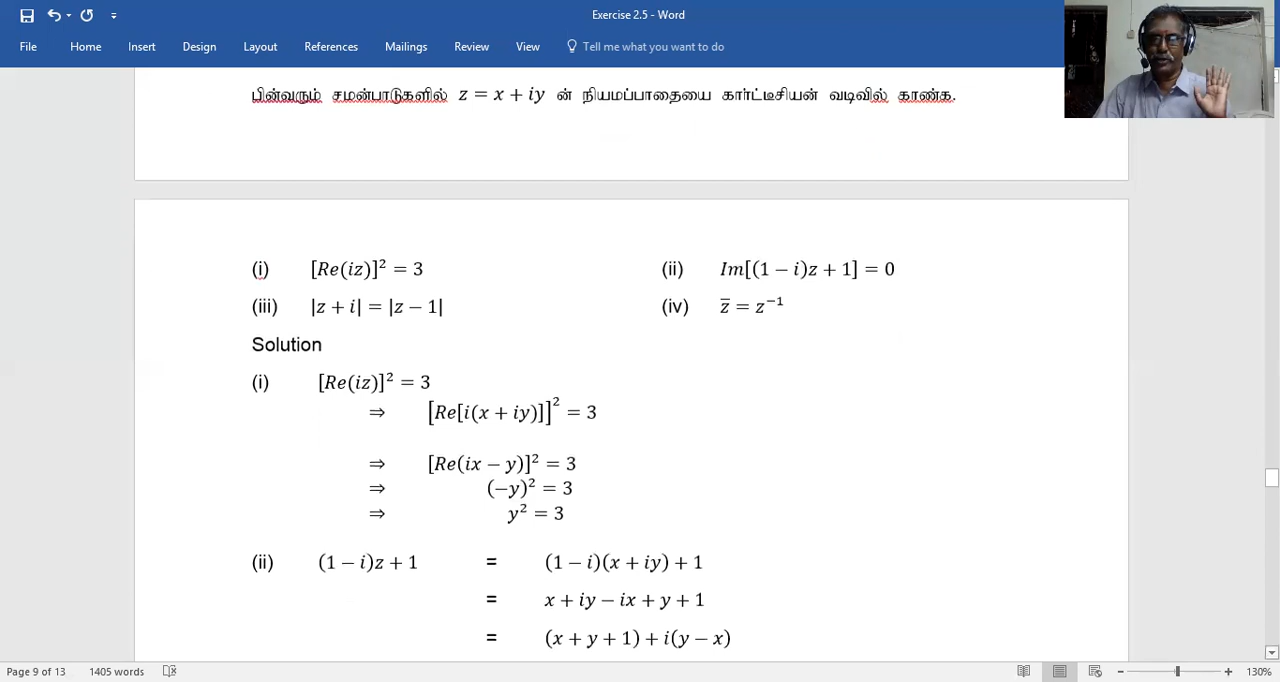 Exercise 2.5 - Word
File Home Insert Design Layout References Mailings Review View Tell me what you want to do
பின்வரும் சமன்பாடுகளில் z = x + iy ன் நியமப்பாதையை கார்ட்டீசியன் வடிவில் காண்க.
(i) [Re(iz)]² = 3 (ii) Im[(1 − i)z + 1] = 0
(iii) |z + i| = |z − 1| (iv) z̅ = z⁻¹
Solution
(i) [Re(iz)]² = 3
⇒ [Re[i(x + iy)]]² = 3
⇒ [Re(ix − y)]² = 3
⇒ (−y)² = 3
⇒ y² = 3
(ii) (1 − i)z + 1 = (1 − i)(x + iy) + 1
= x + iy − ix + y + 1
= (x + y + 1) + i(y − x)
Page 9 of 13 1405 words 130%